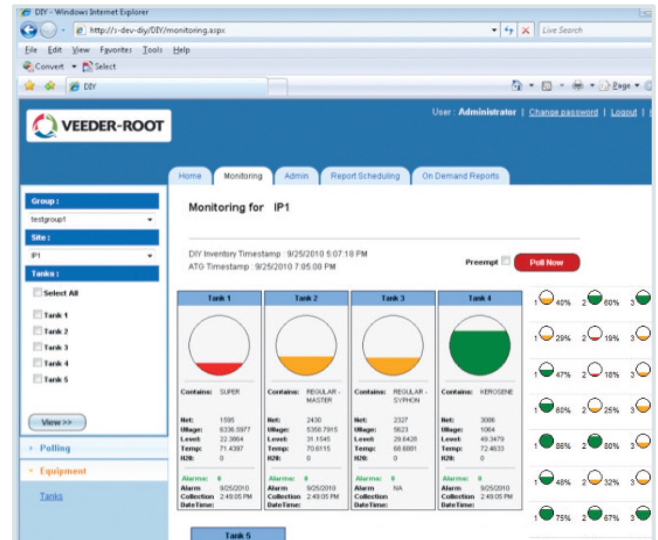 DIY - Windows Internet Explorer
http://s-dev-diy/DIY/monitoring.aspx
Live Search
File Edit View Favorites Tools Help
Convert Select
DIY
Page
VEEDER-ROOT
User : Administrator | Change password | Logout |
Home Monitoring Admin Report Scheduling On Demand Reports
Group :
testgroup1
Site :
IP1
Tanks :
Select All
Tank 1
Tank 2
Tank 3
Tank 4
Tank 5
View >>
Polling
Equipment
Tanks
Monitoring for IP1
DIY Inventory Timestamp : 9/25/2010 5:07:18 PM
ATG Timestamp : 9/25/2010 7:05:00 PM
Preempt Poll Now
Tank 1
Contains: SUPER
Net: 1595
Ullage: 6336.5977
Level: 22.3864
Temp: 71.4397
H20: 0
Alarms: 0
Alarm Collection DateTime: 9/25/2010 2:49:05 PM
Tank 2
Contains: REGULAR - MASTER
Net: 2430
Ullage: 5358.7915
Level: 31.1545
Temp: 70.6115
H20: 0
Alarms: 0
Alarm Collection DateTime: 9/25/2010 2:49:05 PM
Tank 3
Contains: REGULAR - SYPHON
Net: 2327
Ullage: 5623
Level: 29.6428
Temp: 68.6801
H20: 0
Alarms: 0
Alarm Collection DateTime: NA
Tank 4
Contains: KEROSENE
Net: 3086
Ullage: 1064
Level: 49.3479
Temp: 72.4633
H20: 0
Alarms: 0
Alarm Collection DateTime: 9/25/2010 2:49:05 PM
Tank 5
1 40% 2 60% 3
1 29% 2 19% 3
1 47% 2 18% 3
1 60% 2 25% 3
1 86% 2 80% 3
1 48% 2 32% 3
1 75% 2 67% 3